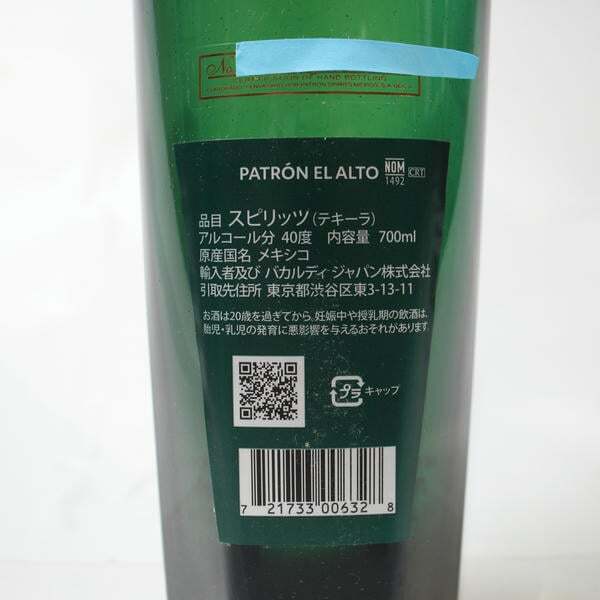 No
OF HAND BOTTLING
PATRÓN EL ALTO NOM 1492 CRT
品目 スピリッツ(テキーラ)
アルコール分 40度 内容量 700ml
原産国名 メキシコ
輸入者及び バカルディ ジャパン株式会社
引取先住所 東京都渋谷区東3-13-11
お酒は20歳を過ぎてから。妊娠中や授乳期の飲酒は、
胎児・乳児の発育に悪影響を与えるおそれがあります。
プラ キャップ
7 21733 00632 8